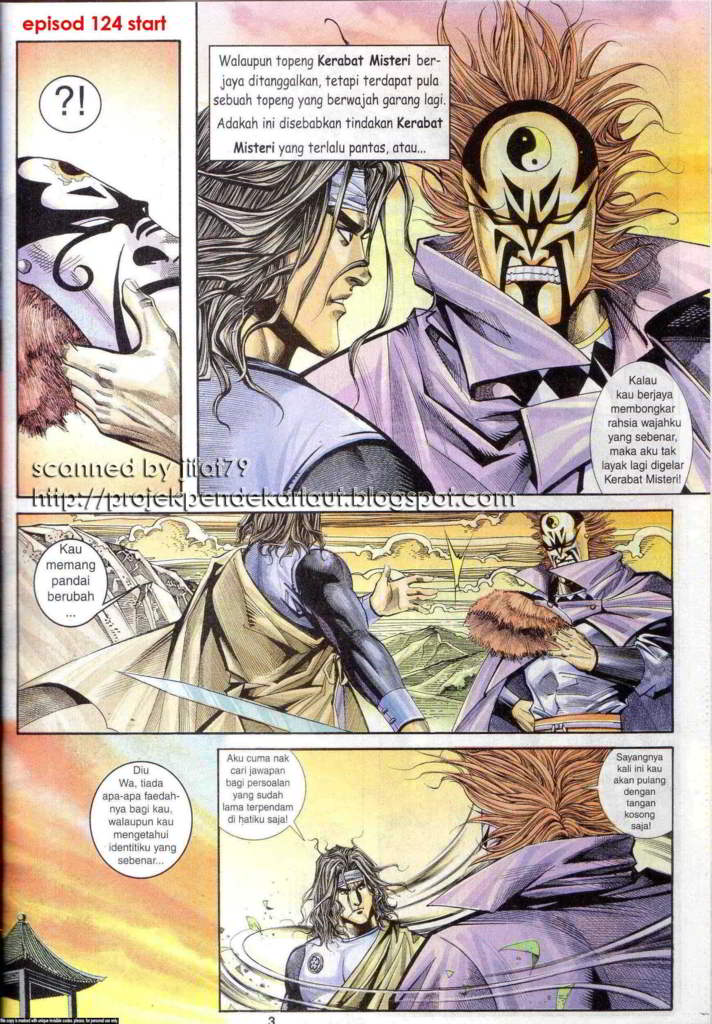 episod 124 start
?!
Walaupun topeng Kerabat Misteri ber-
jaya ditanggalkan, tetapi terdapat pula
sebuah topeng yang berwajah garang lagi.
Adakah ini disebabkan tindakan Kerabat
Misteri yang terlalu pantas, atau...
Kalau
kau berjaya
membongkar
rahsia wajahku
yang sebenar,
maka aku tak
layak lagi digelar
Kerabat Misteri!
scanned by jifai79
http://projekpendekarlaut.blogspot.com
Kau
memang
pandai
berubah
...
Diu
Wa, tiada
apa-apa faedah-
nya bagi kau,
walaupun kau
mengetahui
identitiku yang
sebenar...
Aku cuma nak
cari jawapan
bagi persoalan
yang sudah
lama terpendam
di hatiku saja!
Sayangnya
kali ini kau
akan pulang
dengan
tangan
kosong
saja!
3